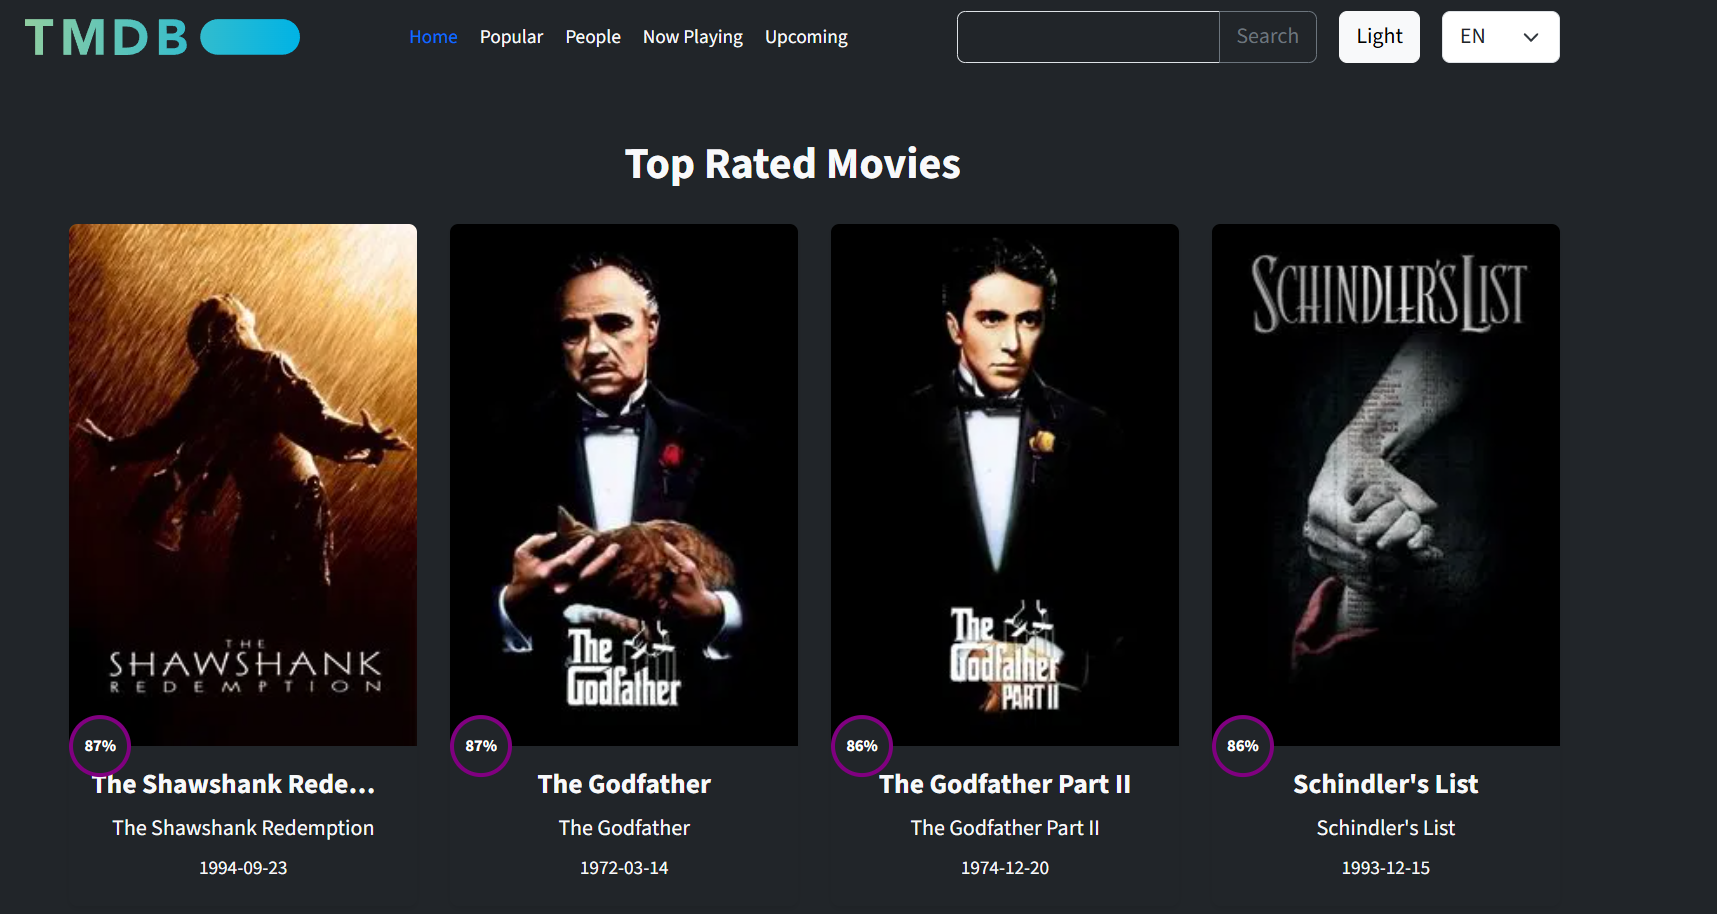 TMDB
Home Popular People Now Playing Upcoming
Search
Light
EN
Top Rated Movies
THE
SHAWSHANK
REDEMPTION
The
Godfather
The
Godfather
PART II
SCHINDLER'S LIST
87%
87%
86%
86%
The Shawshank Rede...
The Shawshank Redemption
1994-09-23
The Godfather
The Godfather
1972-03-14
The Godfather Part II
The Godfather Part II
1974-12-20
Schindler's List
Schindler's List
1993-12-15